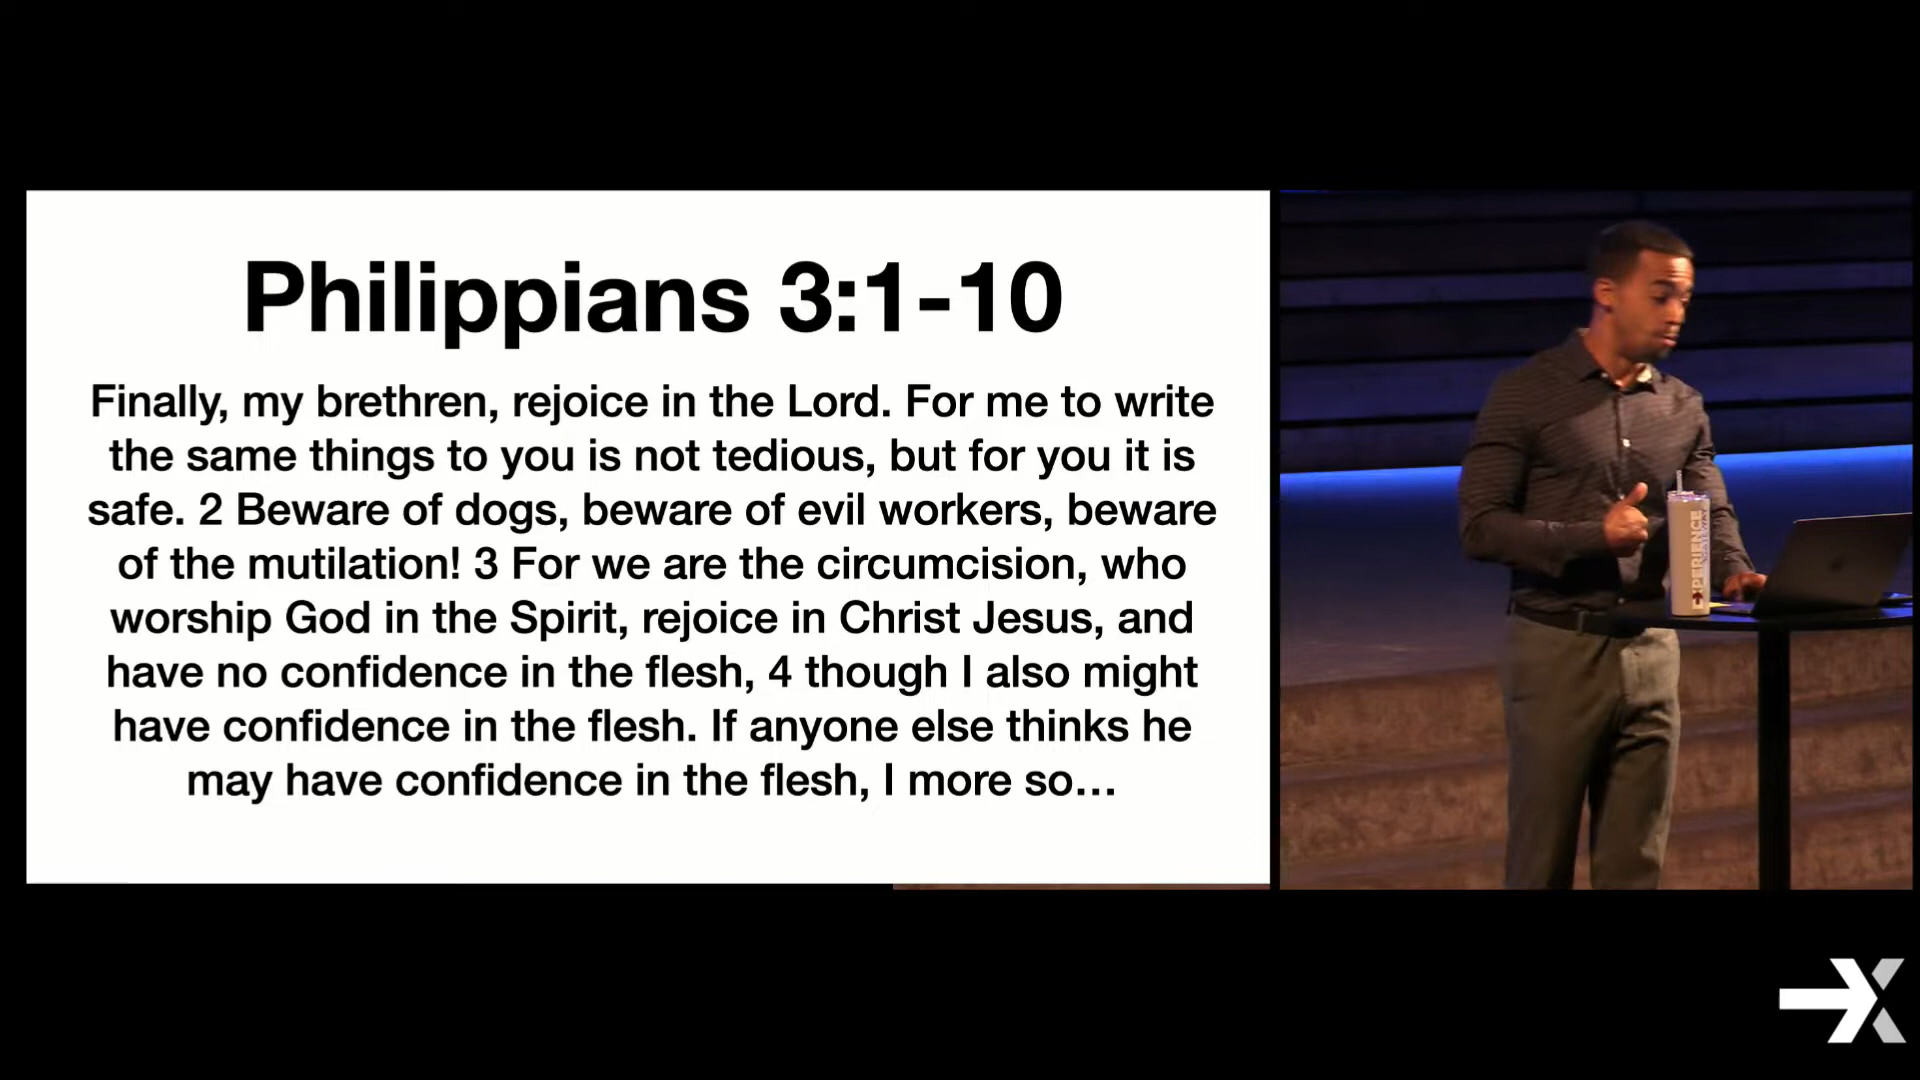 Philippians 3:1-10
Finally, my brethren, rejoice in the Lord. For me to write
the same things to you is not tedious, but for you it is
safe. 2 Beware of dogs, beware of evil workers, beware
of the mutilation! 3 For we are the circumcision, who
worship God in the Spirit, rejoice in Christ Jesus, and
have no confidence in the flesh, 4 though I also might
have confidence in the flesh. If anyone else thinks he
may have confidence in the flesh, I more so…
PERIENCE
X